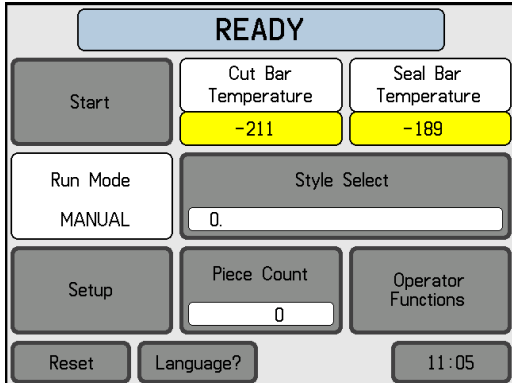 READY
Start
Cut Bar
Temperature
-211
Seal Bar
Temperature
-189
Run Mode
MANUAL
Style Select
0.
Setup
Piece Count
0
Operator
Functions
Reset
Language?
11:05